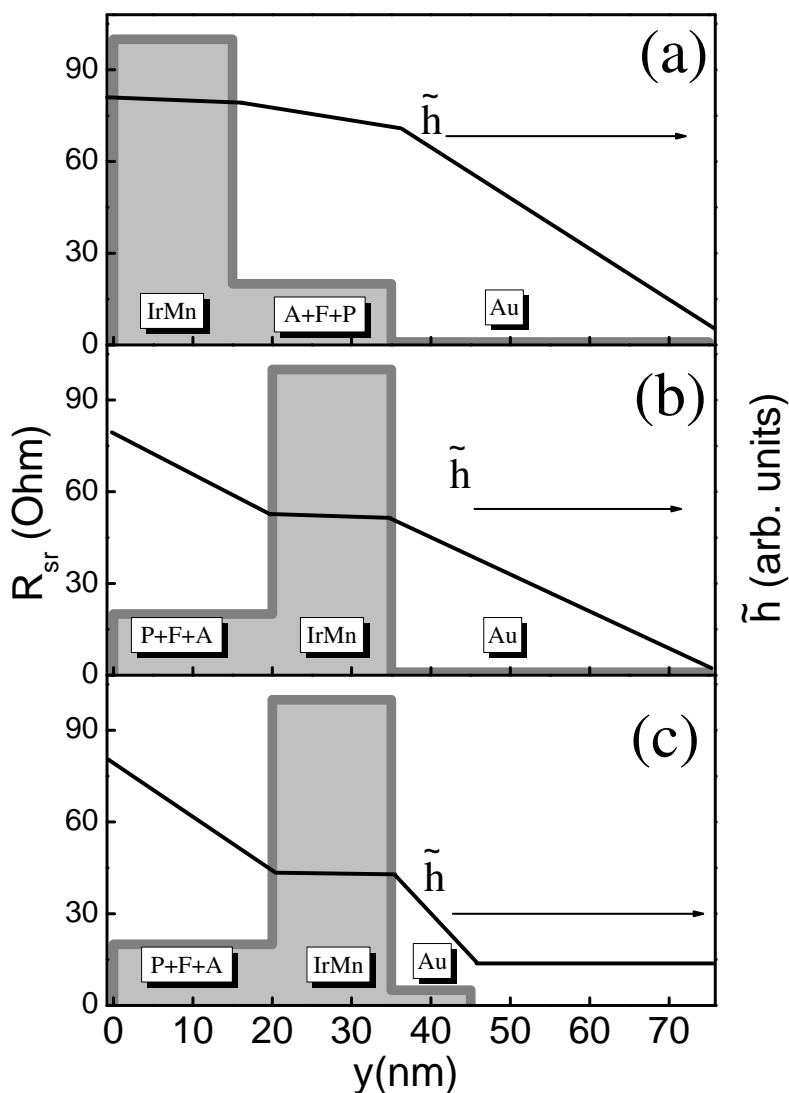 (a)
h̃
90
60
30
0
IrMn
A+F+P
Au
(b)
h̃
90
60
30
0
P+F+A
IrMn
Au
(c)
h̃
90
60
30
0
P+F+A
IrMn
Au
0 10 20 30 40 50 60 70
y(nm)
R_sr (Ohm)
h̃ (arb. units)